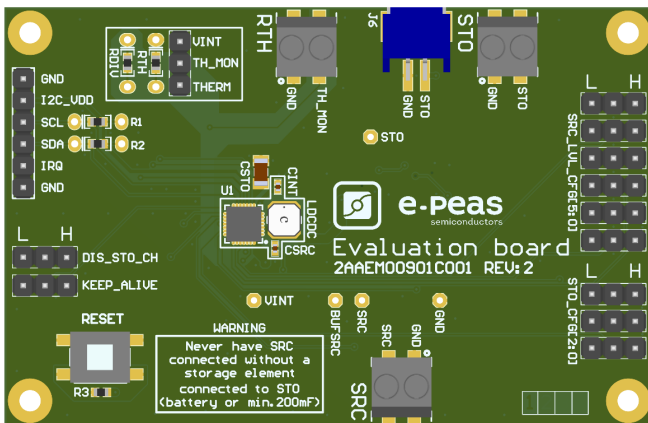 VINT
TH_MON
THERM
RDIV
RTH
RTH
GND
TH_MON
J6
GND
STO
STO
GND
STO
GND
I2C_VDD
SCL
SDA
IRQ
GND
R1
R2
STO
L H
SRC_LVL_CFG[5:0]
CSTO
CINT
U1
LDCDC
C
CSRC
e-peas
semiconductors
Evaluation board
2AAEM00901C001 REV:2
L H
DIS_STO_CH
KEEP_ALIVE
L H
STO_CFG[2:0]
VINT
BUFSRC
SRC
GND
RESET
R3
WARNING
Never have SRC
connected without a
storage element
connected to STO
(battery or min.200mF)
SRC
GND
SRC